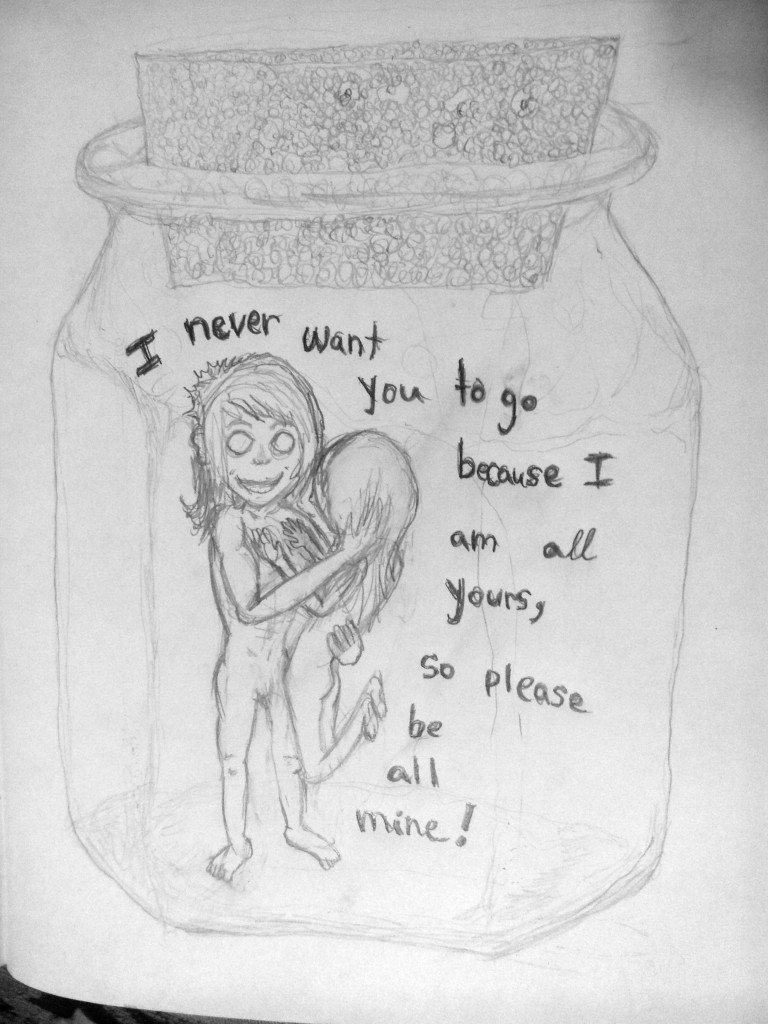 I never want
you to go
because I
am all
yours,
so please
be
all
mine!